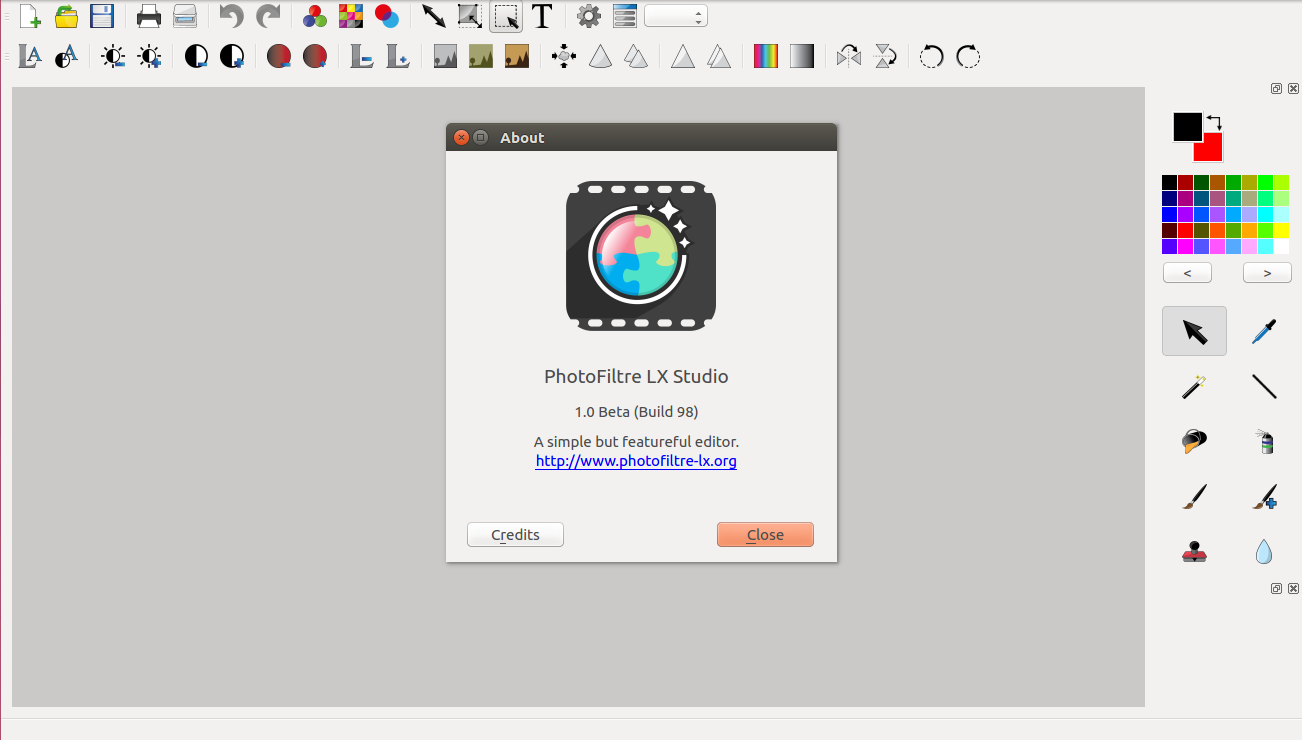 About
PhotoFiltre LX Studio
1.0 Beta (Build 98)
A simple but featureful editor.
http://www.photofiltre-lx.org
Credits
Close
<
>